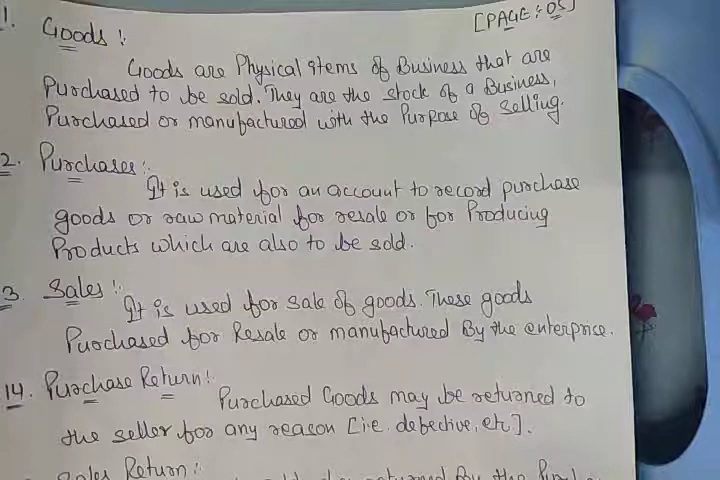 1. Goods :
[PAGE: 05]
Goods are Physical items of Business that are
Purchased to be sold. They are the stock of a Business,
Purchased or manufactured with the Purpose of selling.
2. Purchases :
It is used for an account to record purchase
goods or raw material for resale or for Producing
Products which are also to be sold.
3. Sales :
It is used for sale of goods. These goods
Purchased for Resale or manufactured By the enterprice.
14. Purchase Return :
Purchased Goods may be returned to
the seller for any reason [i.e. defective, etc].
Sales Return :
returned By the